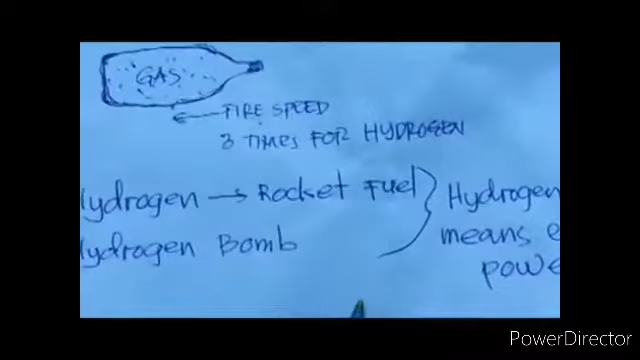 GAS
FIRE SPEED
3 TIMES FOR HYDROGEN
ydrogen → Rocket Fuel
ydrogen Bomb
Hydrogen
means e
powe
PowerDirector